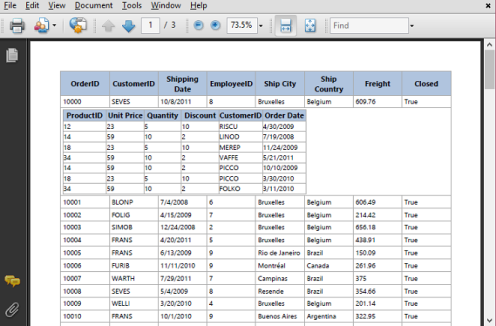 File Edit View Document Tools Window Help x
1 / 3 73.5% Find
OrderID CustomerID Shipping Date EmployeeID Ship City Ship Country Freight Closed
10000 SEVES 10/8/2011 8 Bruxelles Belgium 609.76 True
ProductID Unit Price Quantity Discount CustomerID Order Date
12 23 5 10 RISCU 4/30/2009
14 59 10 2 LINOD 7/19/2008
18 23 5 10 MEREP 11/24/2009
34 59 10 2 VAFFE 5/21/2011
14 59 10 2 PICCO 10/10/2009
18 23 5 10 PICCO 3/30/2010
34 59 10 2 FOLKO 3/11/2010
10001 BLONP 7/4/2008 6 Bruxelles Belgium 606.49 True
10002 FOLIG 4/15/2009 7 Bruxelles Belgium 214.42 True
10003 SIMOB 12/24/2008 2 Bruxelles Belgium 656.18 True
10004 FRANS 4/20/2011 5 Bruxelles Belgium 438.91 True
10005 FRANS 6/13/2009 9 Rio de Janeiro Brazil 150.09 True
10006 FURIB 11/11/2010 9 Montréal Canada 261.96 True
10007 WARTH 7/29/2011 7 Campinas Brazil 375 True
10008 SEVES 5/4/2009 8 Resende Brazil 354.66 True
10009 WELLI 3/20/2010 4 Bruxelles Belgium 201.14 True
10010 FRANS 10/1/2010 9 Buenos Aires Argentina 322.95 True